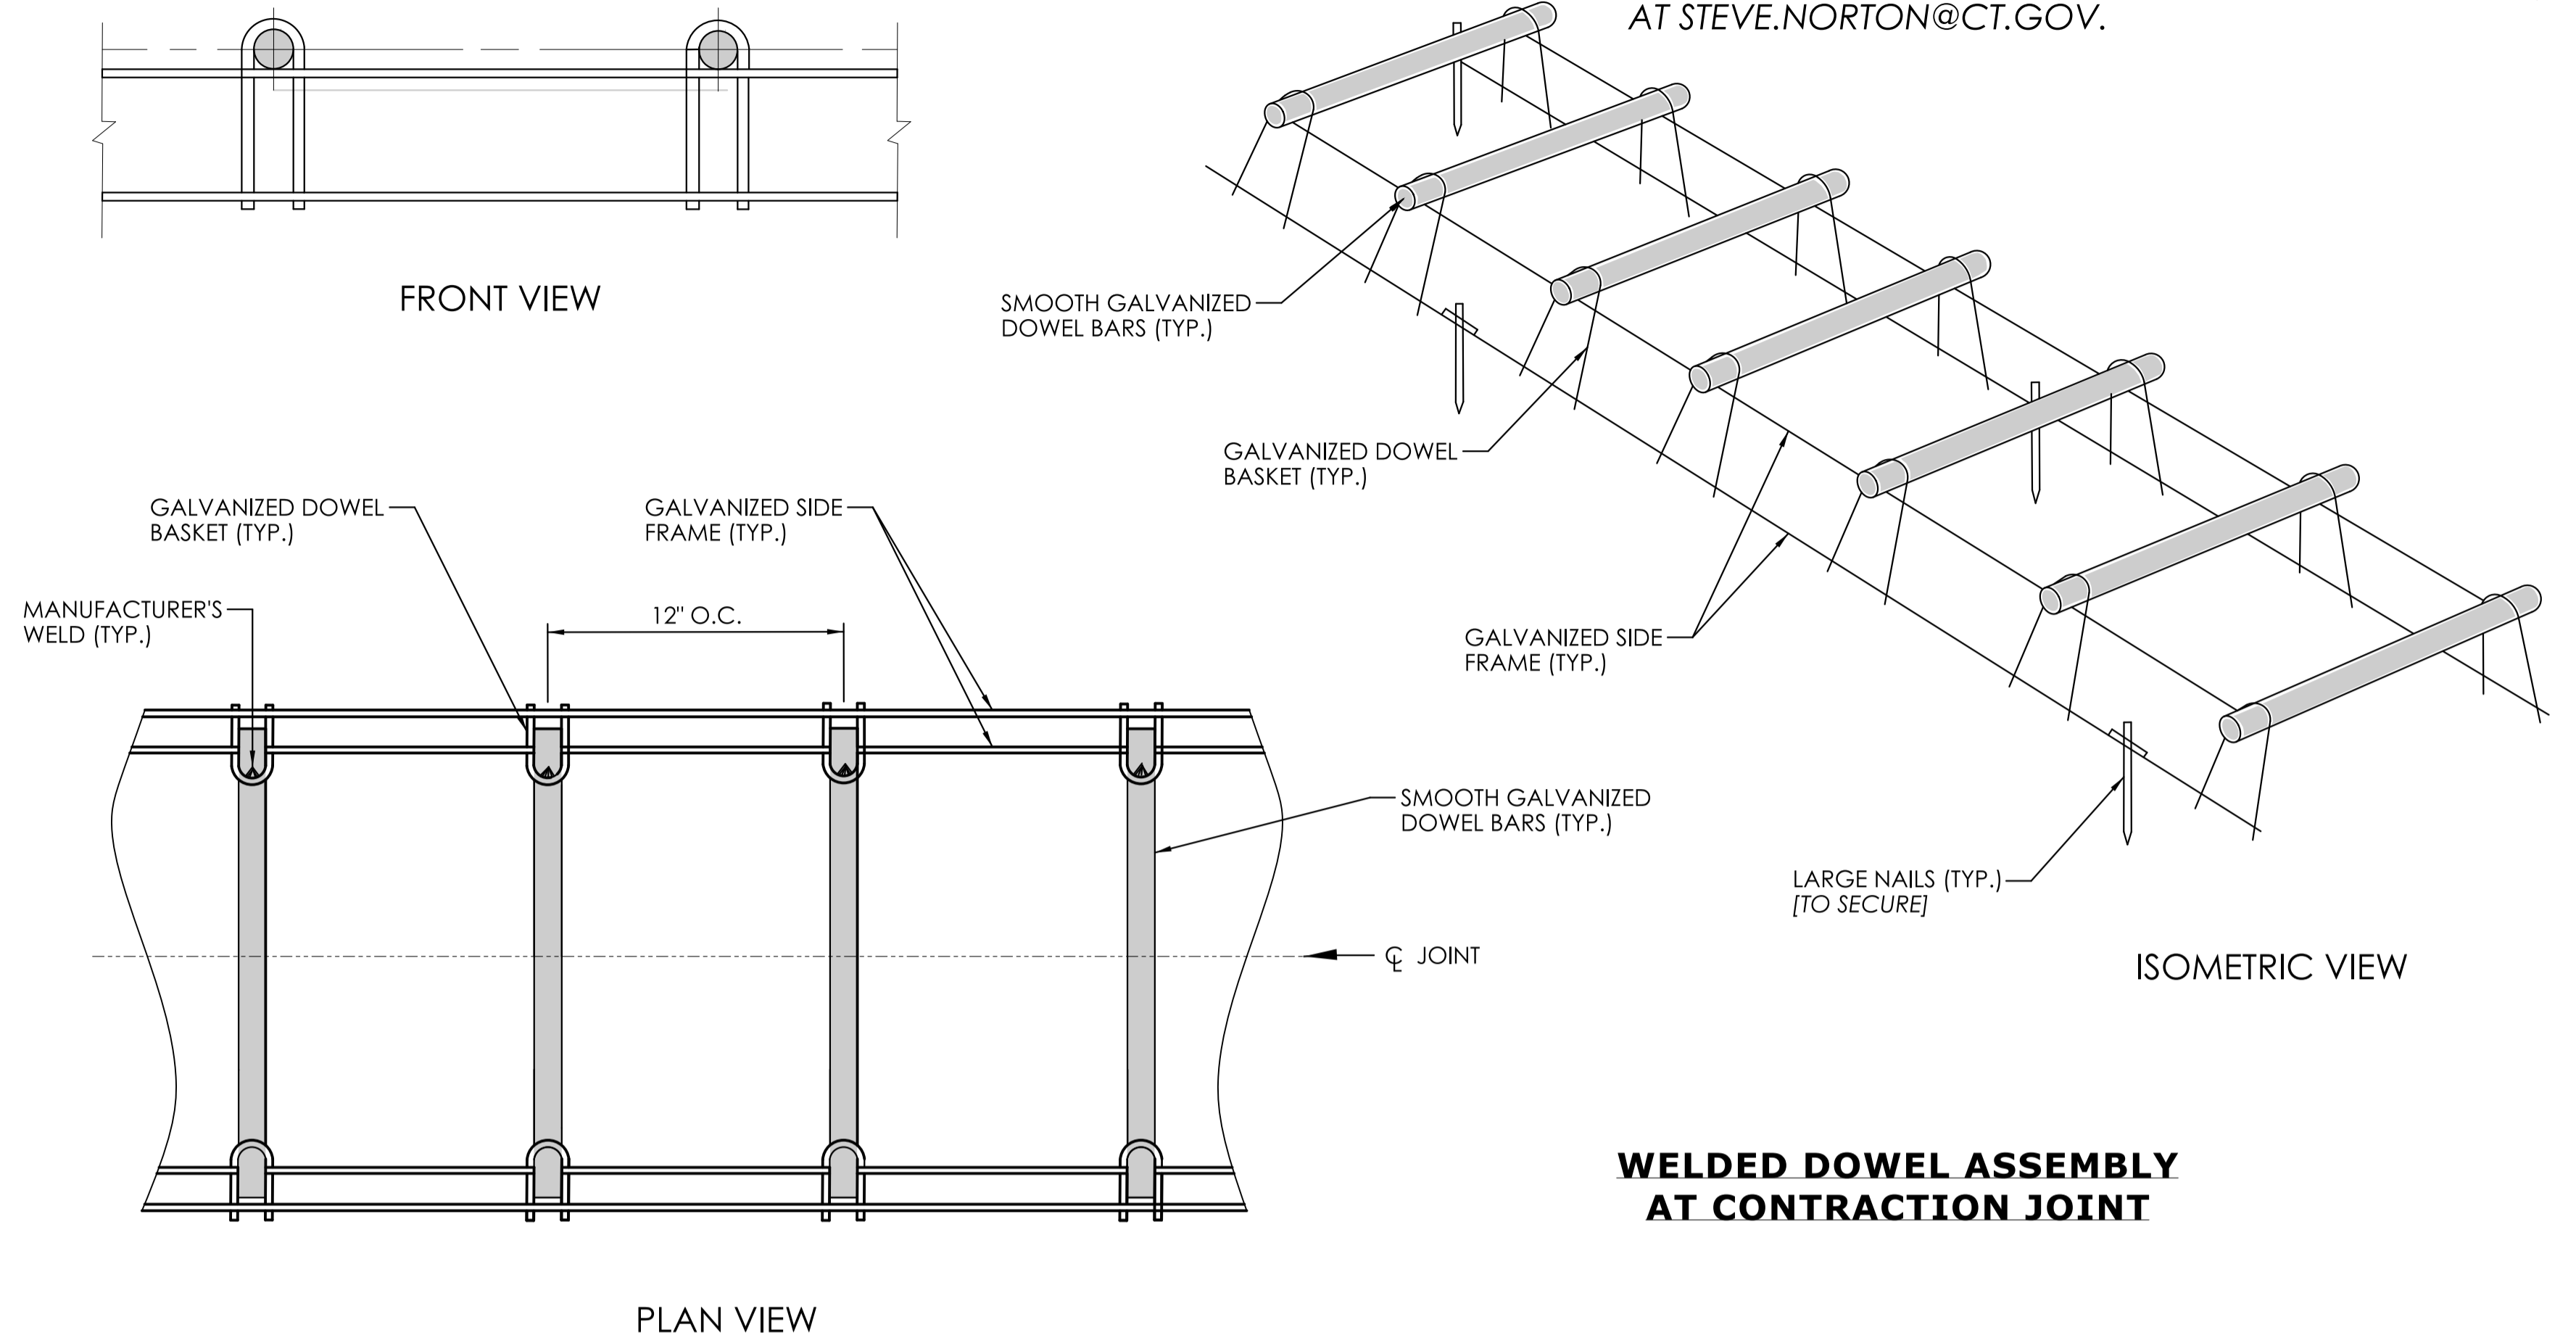 AT STEVE.NORTON@CT.GOV.
FRONT VIEW
SMOOTH GALVANIZED
DOWEL BARS (TYP.)
GALVANIZED DOWEL
BASKET (TYP.)
GALVANIZED SIDE
FRAME (TYP.)
LARGE NAILS (TYP.)
[TO SECURE]
ISOMETRIC VIEW
GALVANIZED DOWEL
BASKET (TYP.)
GALVANIZED SIDE
FRAME (TYP.)
MANUFACTURER'S
WELD (TYP.)
12" O.C.
SMOOTH GALVANIZED
DOWEL BARS (TYP.)
℄ JOINT
PLAN VIEW
WELDED DOWEL ASSEMBLY
AT CONTRACTION JOINT